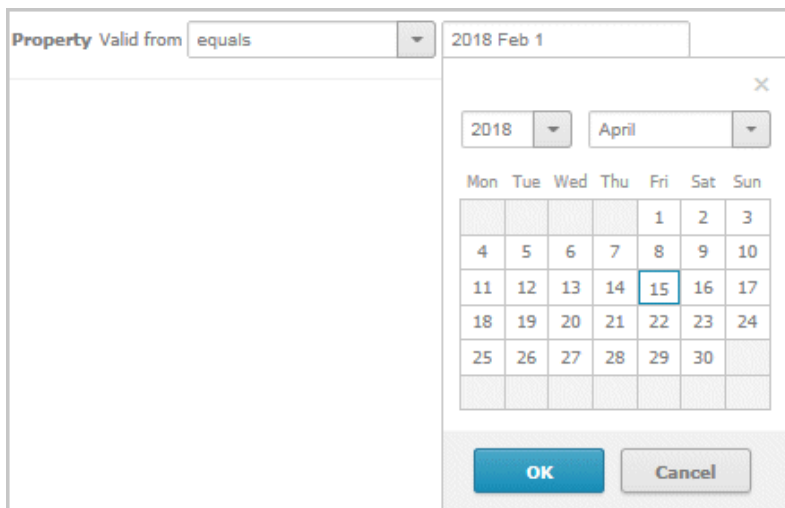 Property Valid from equals 2018 Feb 1
×
2018 April
Mon Tue Wed Thu Fri Sat Sun
1 2 3
4 5 6 7 8 9 10
11 12 13 14 15 16 17
18 19 20 21 22 23 24
25 26 27 28 29 30
OK Cancel